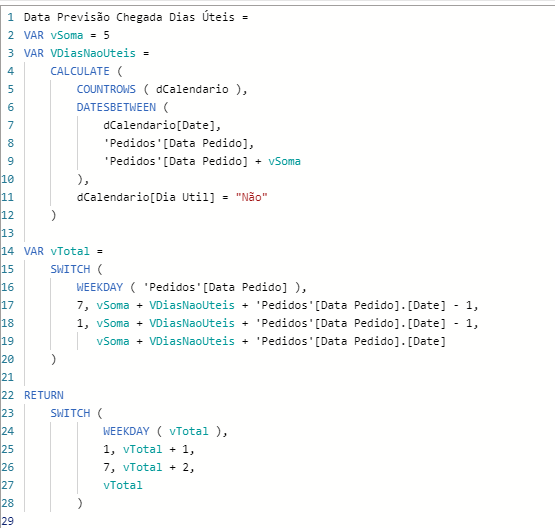 1 Data Previsão Chegada Dias Úteis =
2 VAR vSoma = 5
3 VAR VDiasNaoUteis =
4 CALCULATE (
5 COUNTROWS ( dCalendario ),
6 DATESBETWEEN (
7 dCalendario[Date],
8 'Pedidos'[Data Pedido],
9 'Pedidos'[Data Pedido] + vSoma
10 ),
11 dCalendario[Dia Util] = "Não"
12 )
13
14 VAR vTotal =
15 SWITCH (
16 WEEKDAY ( 'Pedidos'[Data Pedido] ),
17 7, vSoma + VDiasNaoUteis + 'Pedidos'[Data Pedido].[Date] - 1,
18 1, vSoma + VDiasNaoUteis + 'Pedidos'[Data Pedido].[Date] - 1,
19 vSoma + VDiasNaoUteis + 'Pedidos'[Data Pedido].[Date]
20 )
21
22 RETURN
23 SWITCH (
24 WEEKDAY ( vTotal ),
25 1, vTotal + 1,
26 7, vTotal + 2,
27 vTotal
28 )
29